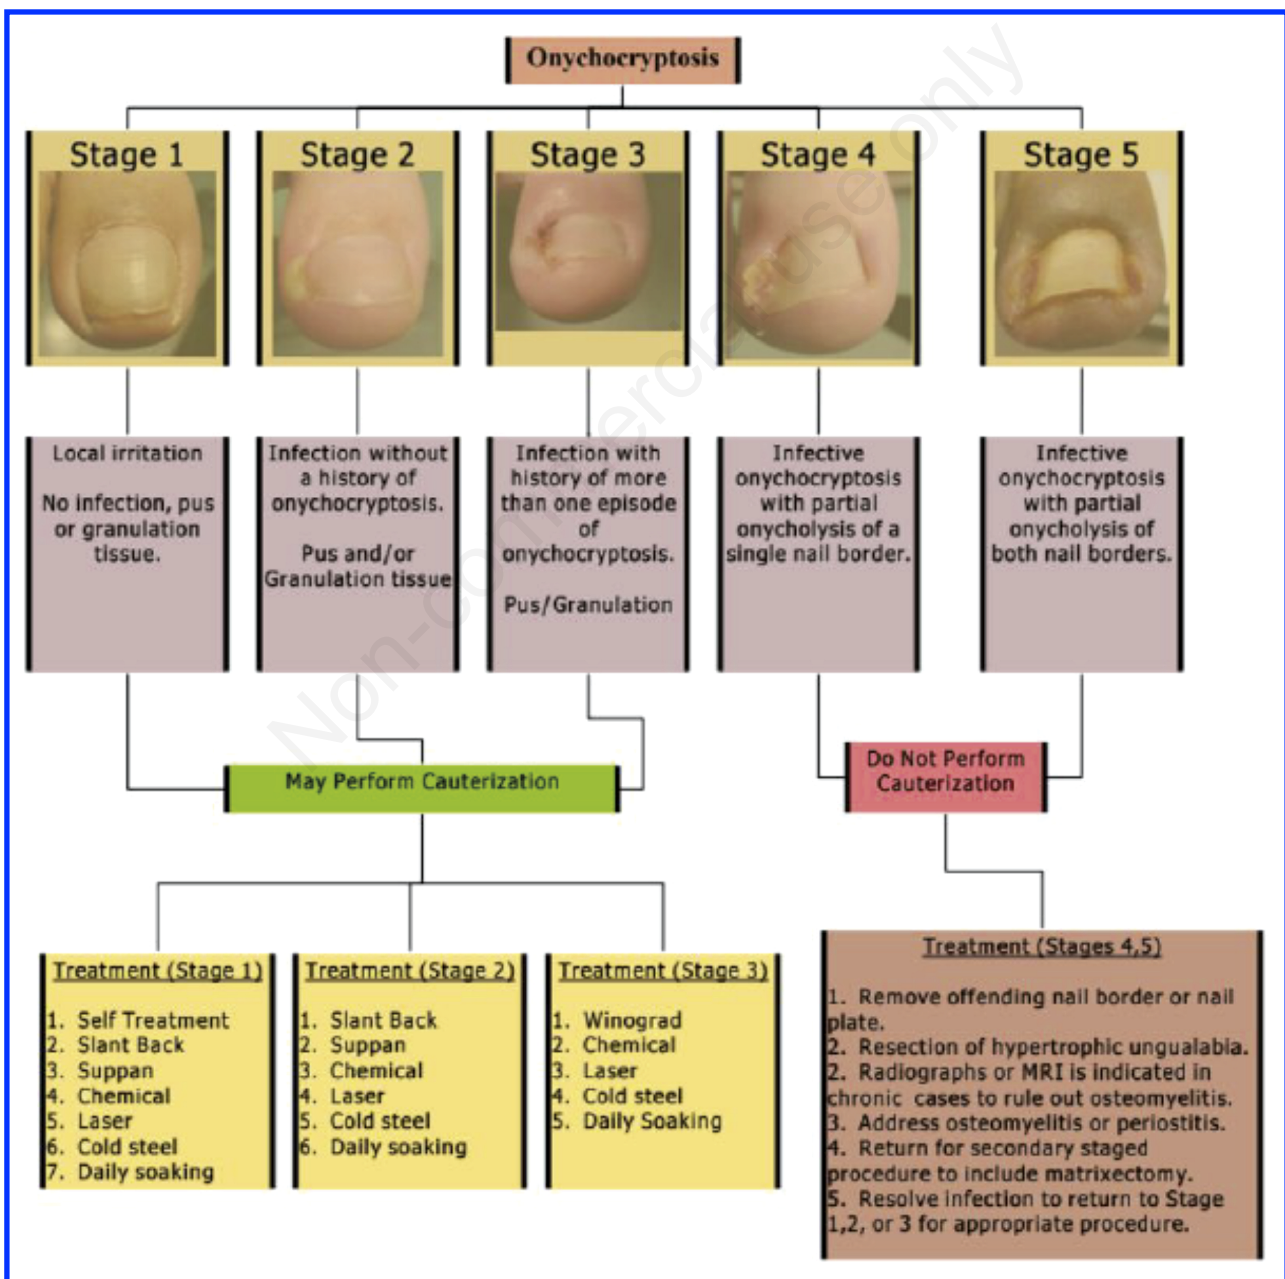 Onychocryptosis
Stage 1
Stage 2
Stage 3
Stage 4
Stage 5
Local irritation
No infection, pus
or granulation
tissue.
Infection without
a history of
onychocryptosis.
Pus and/or
Granulation tissue
Infection with
history of more
than one episode
of
onychocryptosis.
Pus/Granulation
Infective
onychocryptosis
with partial
onycholysis of a
single nail border.
Infective
onychocryptosis
with partial
onycholysis of
both nail borders.
May Perform Cauterization
Do Not Perform
Cauterization
Treatment (Stage 1)
1. Self Treatment
2. Slant Back
3. Suppan
4. Chemical
5. Laser
6. Cold steel
7. Daily soaking
Treatment (Stage 2)
1. Slant Back
2. Suppan
3. Chemical
4. Laser
5. Cold steel
6. Daily soaking
Treatment (Stage 3)
1. Winograd
2. Chemical
3. Laser
4. Cold steel
5. Daily Soaking
Treatment (Stages 4,5)
1. Remove offending nail border or nail
plate.
2. Resection of hypertrophic ungualabia.
2. Radiographs or MRI is indicated in
chronic cases to rule out osteomyelitis.
3. Address osteomyelitis or periostitis.
4. Return for secondary staged
procedure to include matrixectomy.
5. Resolve infection to return to Stage
1,2, or 3 for appropriate procedure.
Non-commercial use only